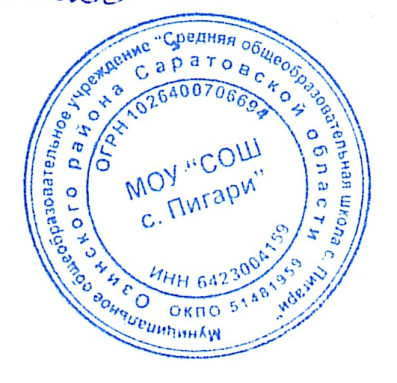 Муниципальное общеобразовательное учреждение "Средняя общеобразовательная школа с. Пигари"
Озинского района Саратовской области
ОГРН 1026400706694
МОУ "СОШ
с. Пигари"
ИНН 6423004159
ОКПО 51481959